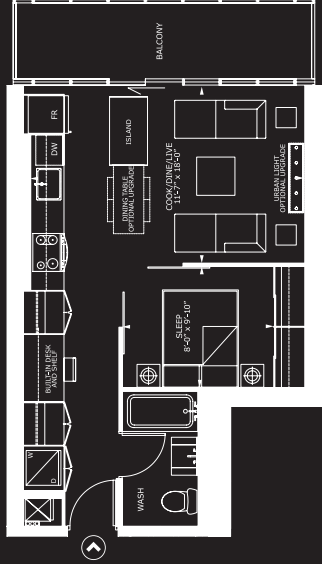 BALCONY
FR
DW
ISLAND
DINING TABLE
OPTIONAL UPGRADE
COOK/DINE/LIVE
11'-7" x 18'-0"
URBAN LIGHT
OPTIONAL UPGRADE
SLEEP
8'-0" x 9'-10"
BUILT-IN DESK
AND SHELF
W
D
WASH